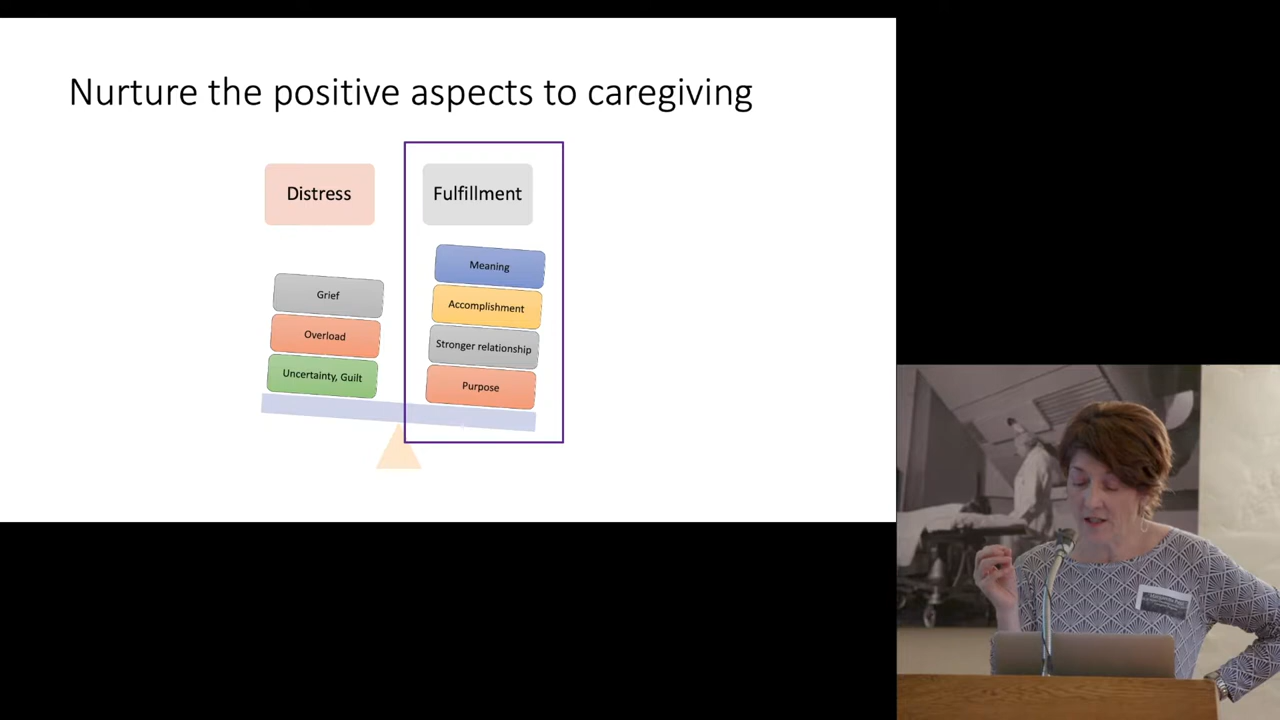 Nurture the positive aspects to caregiving
Distress
Fulfillment
Grief
Overload
Uncertainty, Guilt
Meaning
Accomplishment
Stronger relationship
Purpose